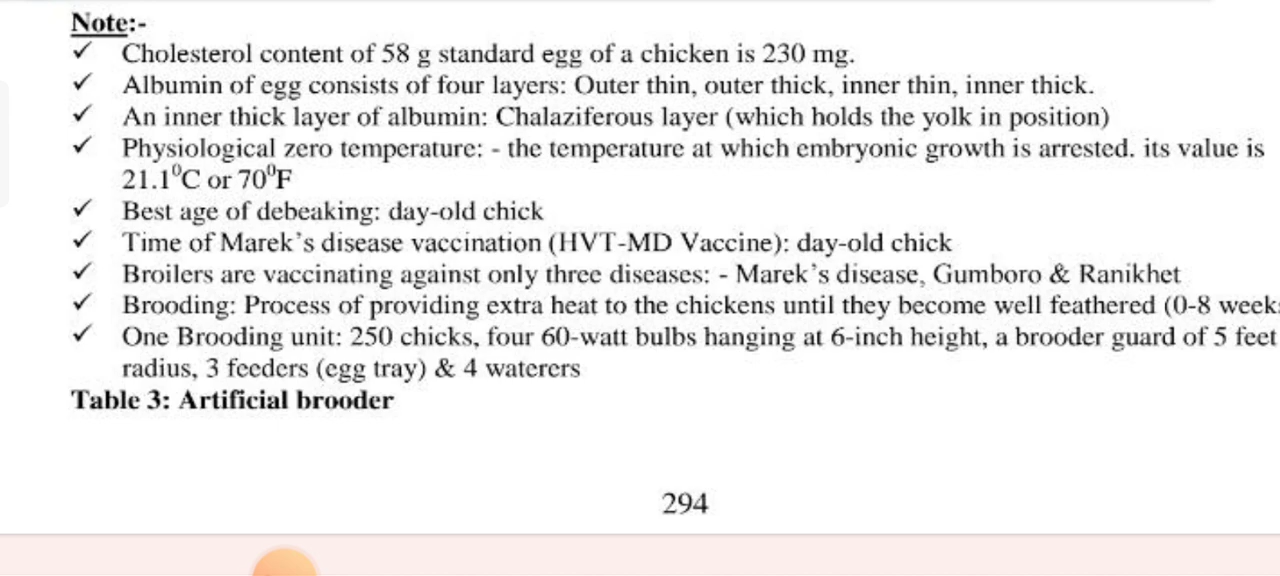 Note:-
✓ Cholesterol content of 58 g standard egg of a chicken is 230 mg.
✓ Albumin of egg consists of four layers: Outer thin, outer thick, inner thin, inner thick.
✓ An inner thick layer of albumin: Chalaziferous layer (which holds the yolk in position)
✓ Physiological zero temperature: - the temperature at which embryonic growth is arrested. its value is
21.1⁰C or 70⁰F
✓ Best age of debeaking: day-old chick
✓ Time of Marek’s disease vaccination (HVT-MD Vaccine): day-old chick
✓ Broilers are vaccinating against only three diseases: - Marek’s disease, Gumboro & Ranikhet
✓ Brooding: Process of providing extra heat to the chickens until they become well feathered (0-8 week
✓ One Brooding unit: 250 chicks, four 60-watt bulbs hanging at 6-inch height, a brooder guard of 5 feet
radius, 3 feeders (egg tray) & 4 waterers
Table 3: Artificial brooder
294